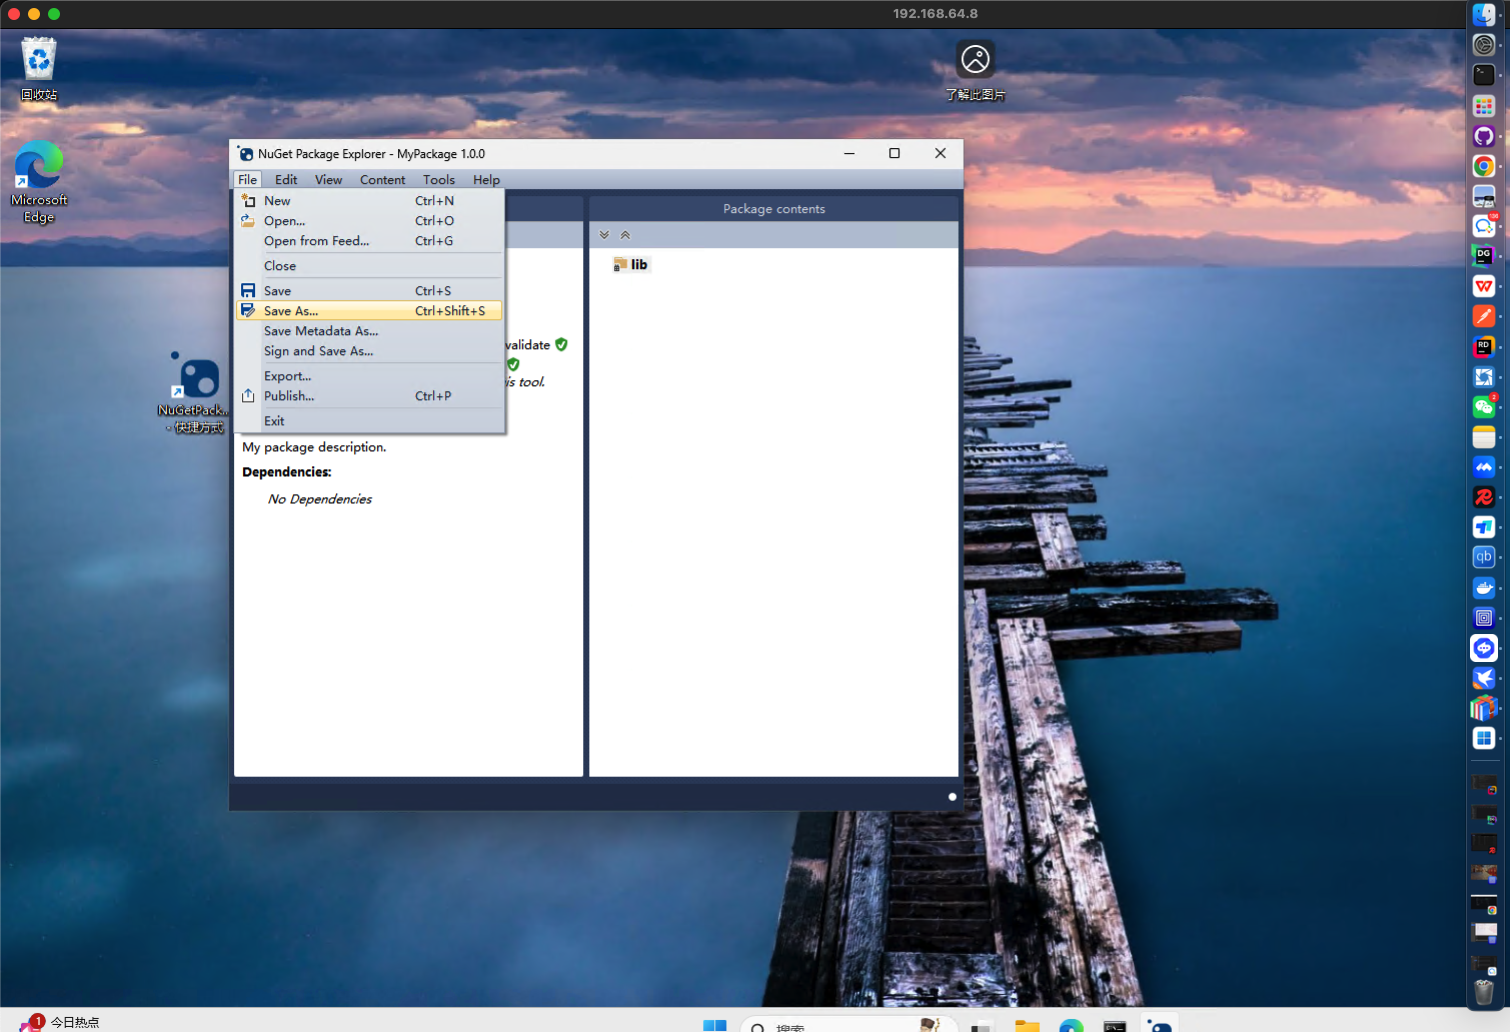 192.168.64.8
回收站
了解此图片
Microsoft
Edge
NuGetPack...
- 快捷方式
NuGet Package Explorer - MyPackage 1.0.0
File Edit View Content Tools Help
New Ctrl+N
Open... Ctrl+O
Open from Feed... Ctrl+G
Close
Save Ctrl+S
Save As... Ctrl+Shift+S
Save Metadata As...
Sign and Save As...
Export...
Publish... Ctrl+P
Exit
validate
is tool.
My package description.
Dependencies:
No Dependencies
Package contents
lib
DG
RD
qb
2
1
今日热点
搜索